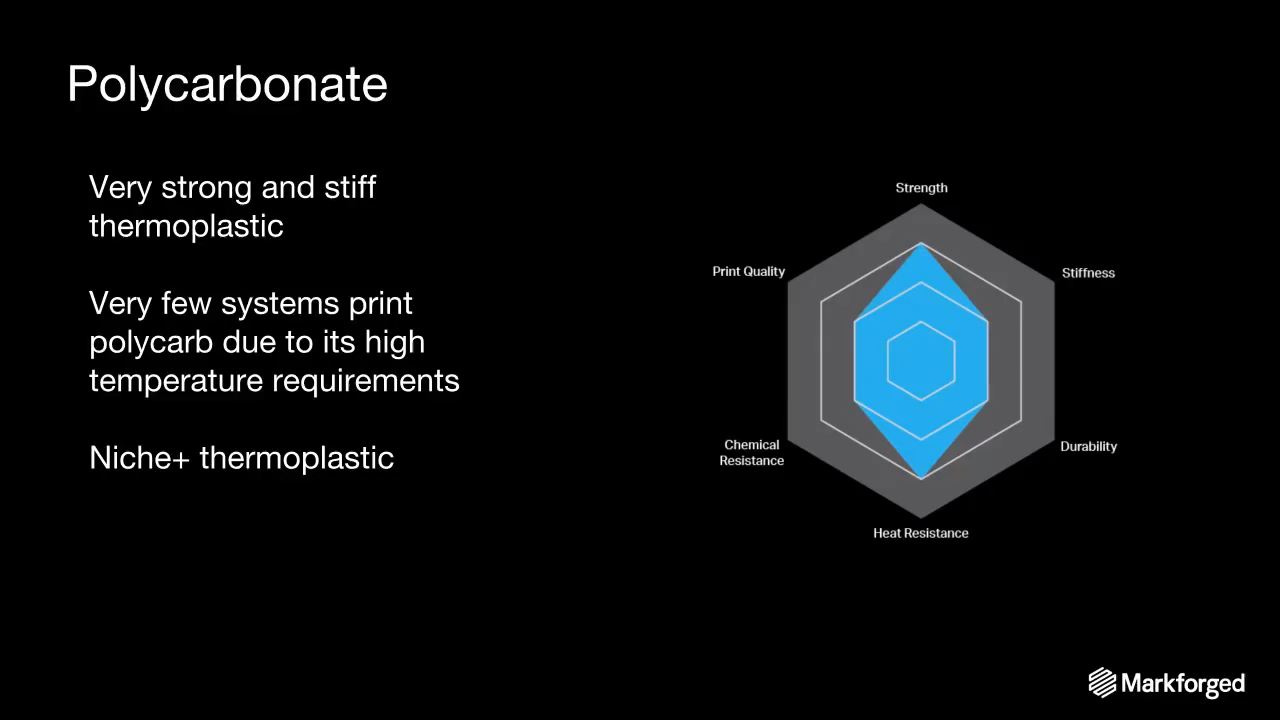 Polycarbonate
Very strong and stiff
thermoplastic
Very few systems print
polycarb due to its high
temperature requirements
Niche+ thermoplastic
Strength
Print Quality
Stiffness
Chemical
Resistance
Durability
Heat Resistance
Markforged